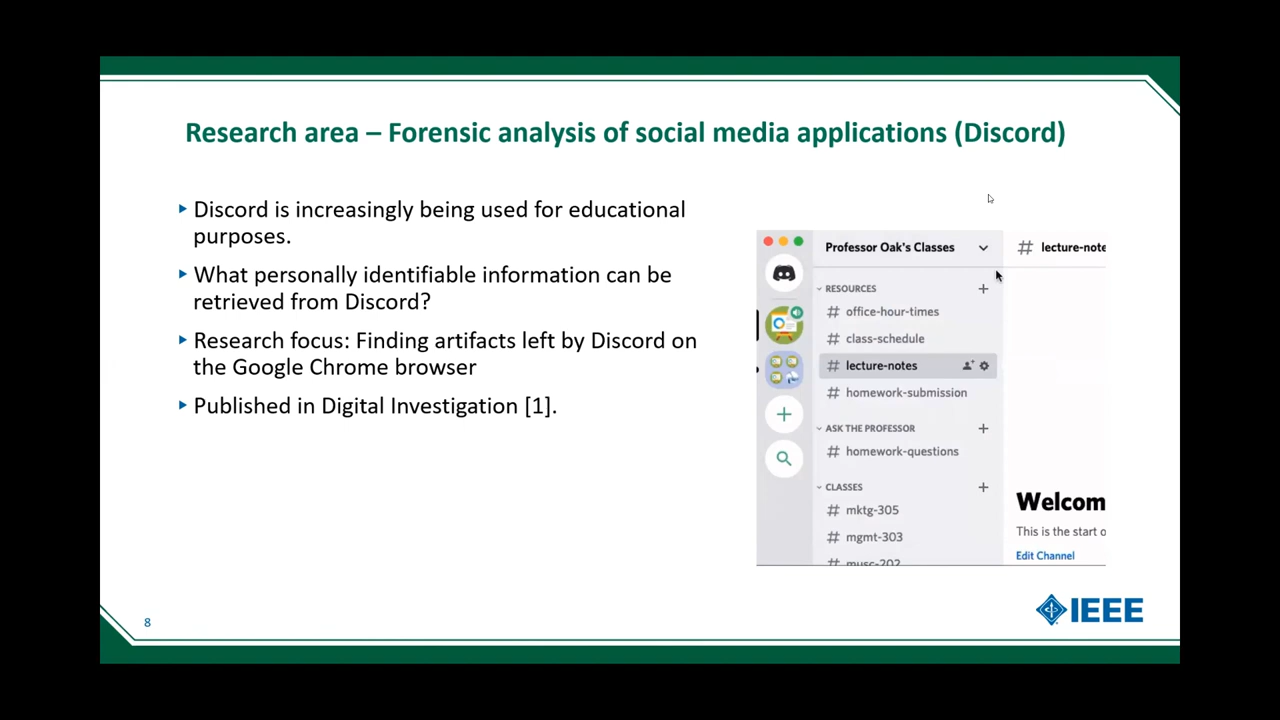 Research area – Forensic analysis of social media applications (Discord)
Discord is increasingly being used for educational
purposes.
What personally identifiable information can be
retrieved from Discord?
Research focus: Finding artifacts left by Discord on
the Google Chrome browser
Published in Digital Investigation [1].
Professor Oak's Classes
RESOURCES
# office-hour-times
# class-schedule
# lecture-notes
# homework-submission
ASK THE PROFESSOR
# homework-questions
CLASSES
# mktg-305
# mgmt-303
# musc-202
# lecture-note
Welcom
This is the start o
Edit Channel
8
IEEE